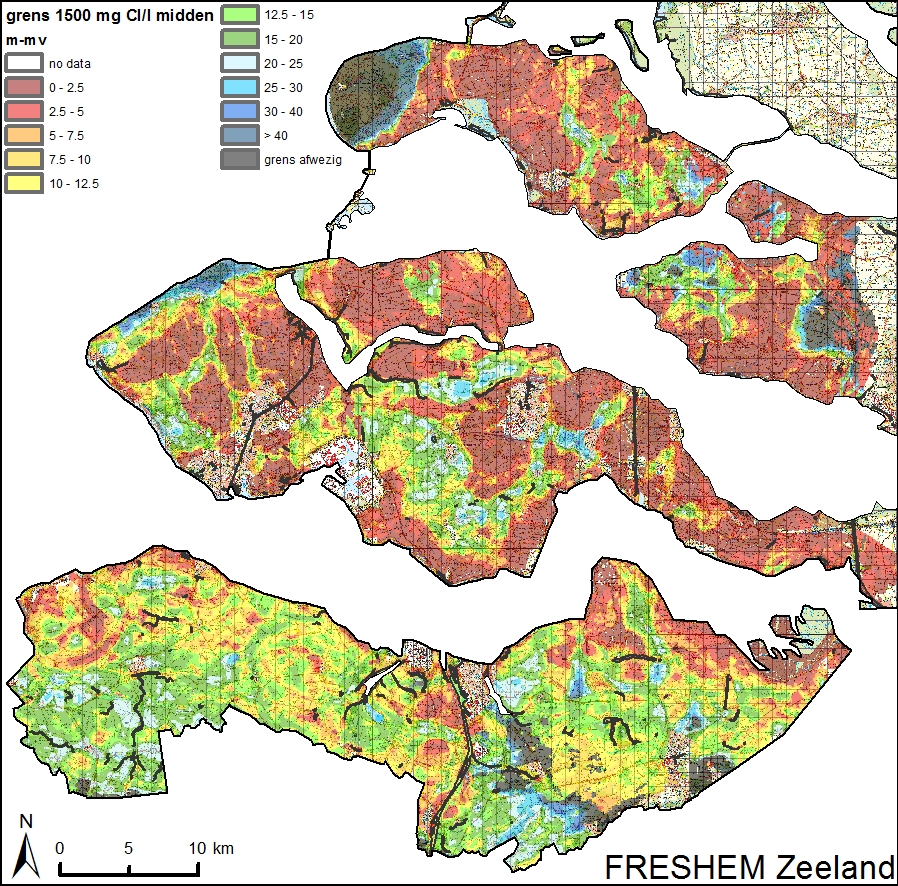 grens 1500 mg Cl/l midden
m-mv
no data
0 - 2.5
2.5 - 5
5 - 7.5
7.5 - 10
10 - 12.5
12.5 - 15
15 - 20
20 - 25
25 - 30
30 - 40
> 40
grens afwezig
N
0 5 10 km
FRESHEM Zeeland